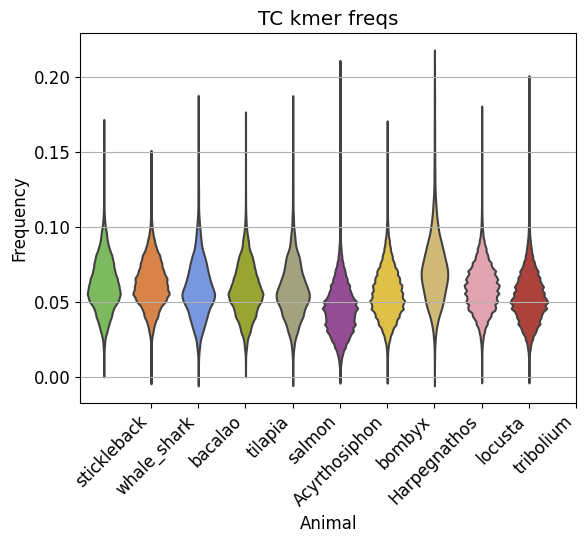 TC kmer freqs
Frequency
0.20
0.15
0.10
0.05
0.00
stickleback
whale_shark
bacalao
tilapia
salmon
Acyrthosiphon
bombyx
Harpegnathos
locusta
tribolium
Animal